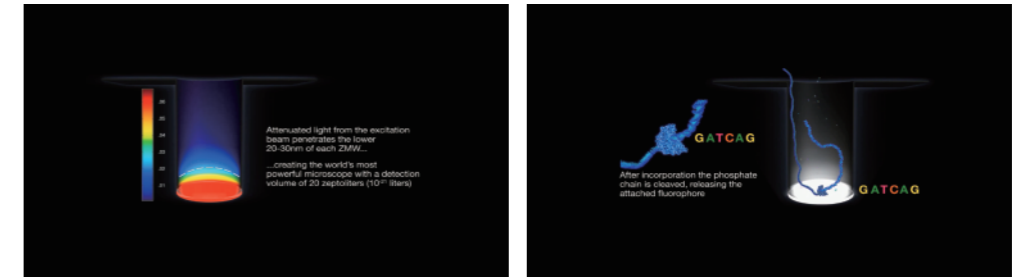 Attenuated light from the excitation
beam penetrates the lower
20-30nm of each ZMW...
...creating the world's most
powerful microscope with a detection
volume of 20 zeptoliters (10⁻²¹ liters)
GATCAG
After incorporation the phosphate
chain is cleaved, releasing the
attached fluorophore
GATCAG